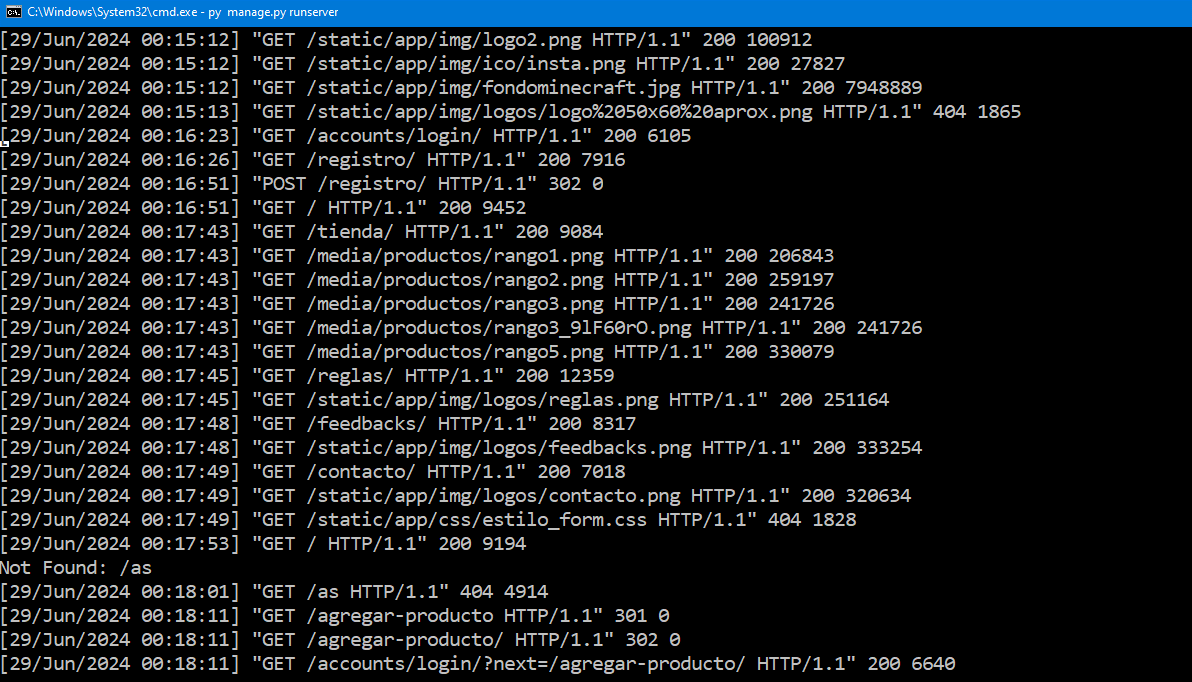 C:\Windows\System32\cmd.exe - py manage.py runserver
[29/Jun/2024 00:15:12] "GET /static/app/img/logo2.png HTTP/1.1" 200 100912
[29/Jun/2024 00:15:12] "GET /static/app/img/ico/insta.png HTTP/1.1" 200 27827
[29/Jun/2024 00:15:12] "GET /static/app/img/fondominecraft.jpg HTTP/1.1" 200 7948889
[29/Jun/2024 00:15:13] "GET /static/app/img/logos/logo%2050x60%20aprox.png HTTP/1.1" 404 1865
[29/Jun/2024 00:16:23] "GET /accounts/login/ HTTP/1.1" 200 6105
[29/Jun/2024 00:16:26] "GET /registro/ HTTP/1.1" 200 7916
[29/Jun/2024 00:16:51] "POST /registro/ HTTP/1.1" 302 0
[29/Jun/2024 00:16:51] "GET / HTTP/1.1" 200 9452
[29/Jun/2024 00:17:43] "GET /tienda/ HTTP/1.1" 200 9084
[29/Jun/2024 00:17:43] "GET /media/productos/rango1.png HTTP/1.1" 200 206843
[29/Jun/2024 00:17:43] "GET /media/productos/rango2.png HTTP/1.1" 200 259197
[29/Jun/2024 00:17:43] "GET /media/productos/rango3.png HTTP/1.1" 200 241726
[29/Jun/2024 00:17:43] "GET /media/productos/rango3_9lF60rO.png HTTP/1.1" 200 241726
[29/Jun/2024 00:17:43] "GET /media/productos/rango5.png HTTP/1.1" 200 330079
[29/Jun/2024 00:17:45] "GET /reglas/ HTTP/1.1" 200 12359
[29/Jun/2024 00:17:45] "GET /static/app/img/logos/reglas.png HTTP/1.1" 200 251164
[29/Jun/2024 00:17:48] "GET /feedbacks/ HTTP/1.1" 200 8317
[29/Jun/2024 00:17:48] "GET /static/app/img/logos/feedbacks.png HTTP/1.1" 200 333254
[29/Jun/2024 00:17:49] "GET /contacto/ HTTP/1.1" 200 7018
[29/Jun/2024 00:17:49] "GET /static/app/img/logos/contacto.png HTTP/1.1" 200 320634
[29/Jun/2024 00:17:49] "GET /static/app/css/estilo_form.css HTTP/1.1" 404 1828
[29/Jun/2024 00:17:53] "GET / HTTP/1.1" 200 9194
Not Found: /as
[29/Jun/2024 00:18:01] "GET /as HTTP/1.1" 404 4914
[29/Jun/2024 00:18:11] "GET /agregar-producto HTTP/1.1" 301 0
[29/Jun/2024 00:18:11] "GET /agregar-producto/ HTTP/1.1" 302 0
[29/Jun/2024 00:18:11] "GET /accounts/login/?next=/agregar-producto/ HTTP/1.1" 200 6640